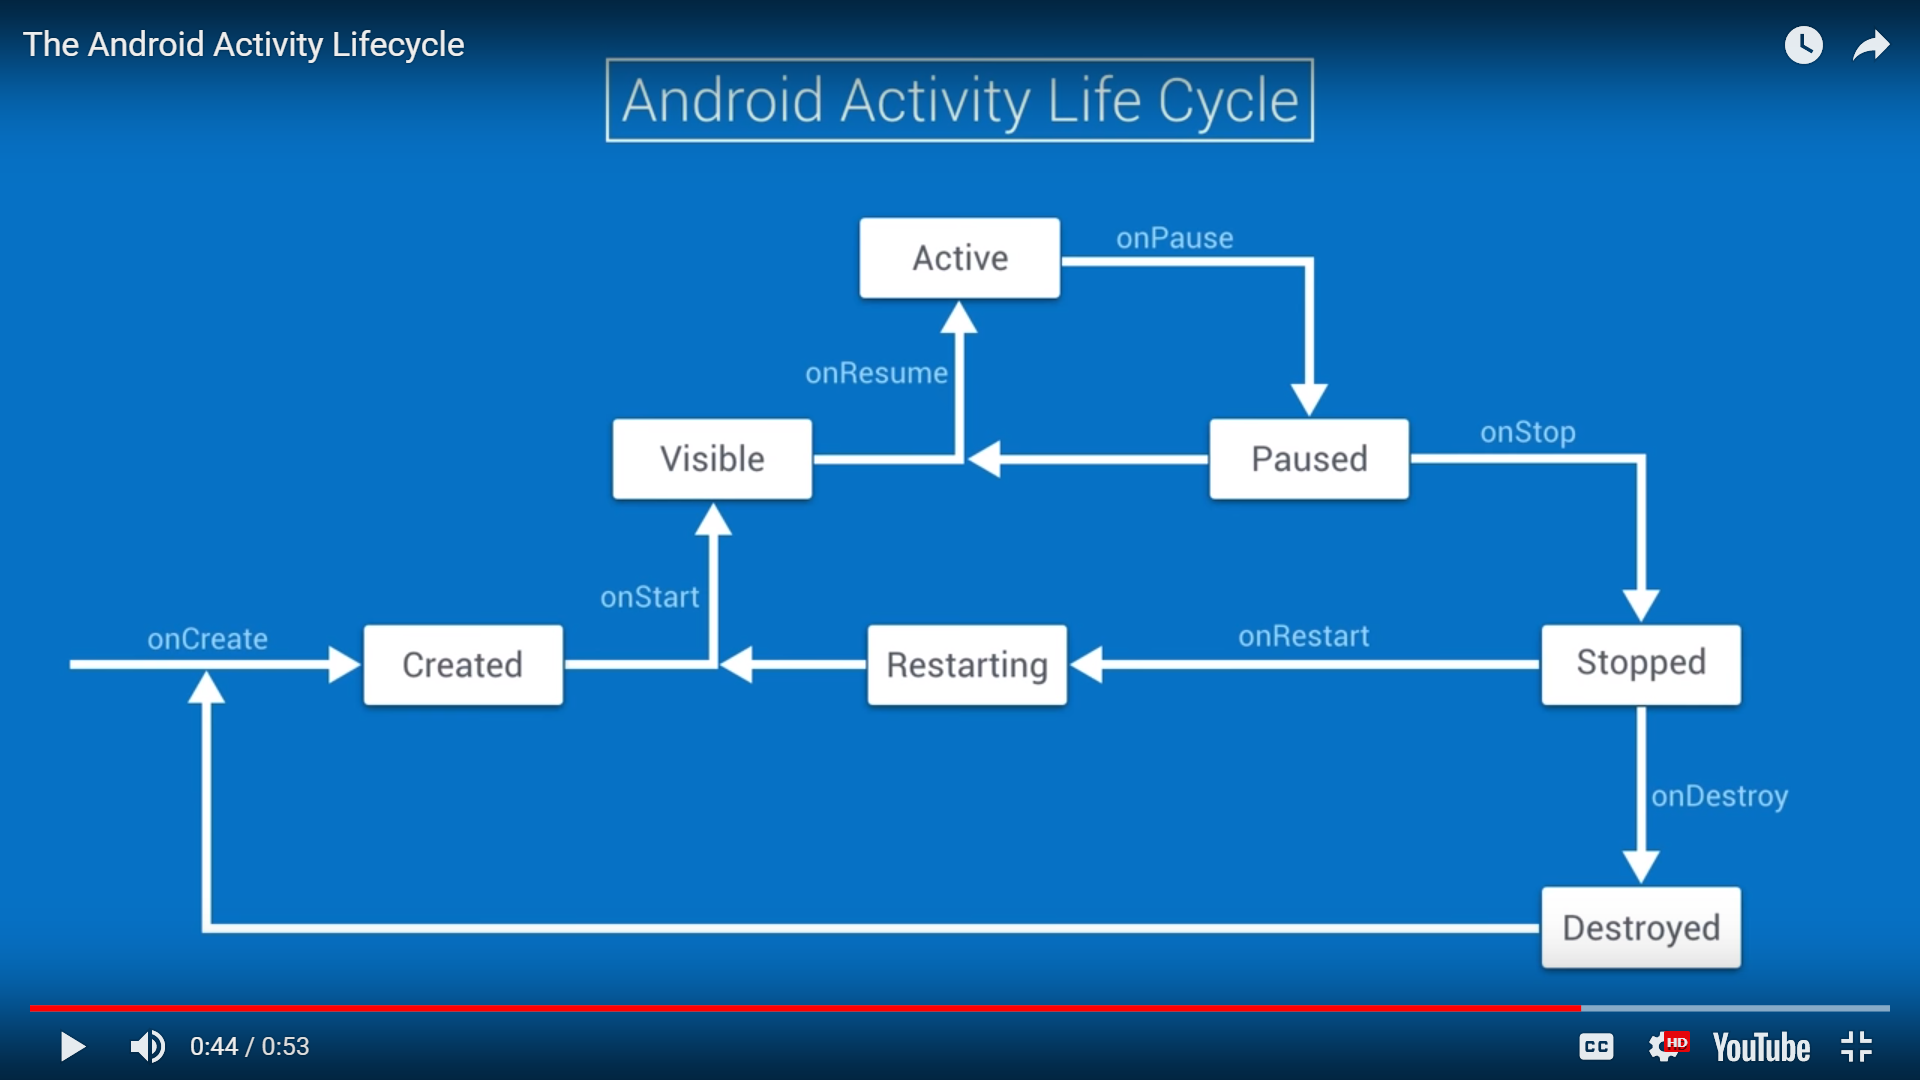 The Android Activity Lifecycle
Android Activity Life Cycle
Active
onPause
onResume
Visible
Paused
onStop
onStart
onCreate
Created
Restarting
onRestart
Stopped
onDestroy
Destroyed
0:44 / 0:53
CC
HD
YouTube